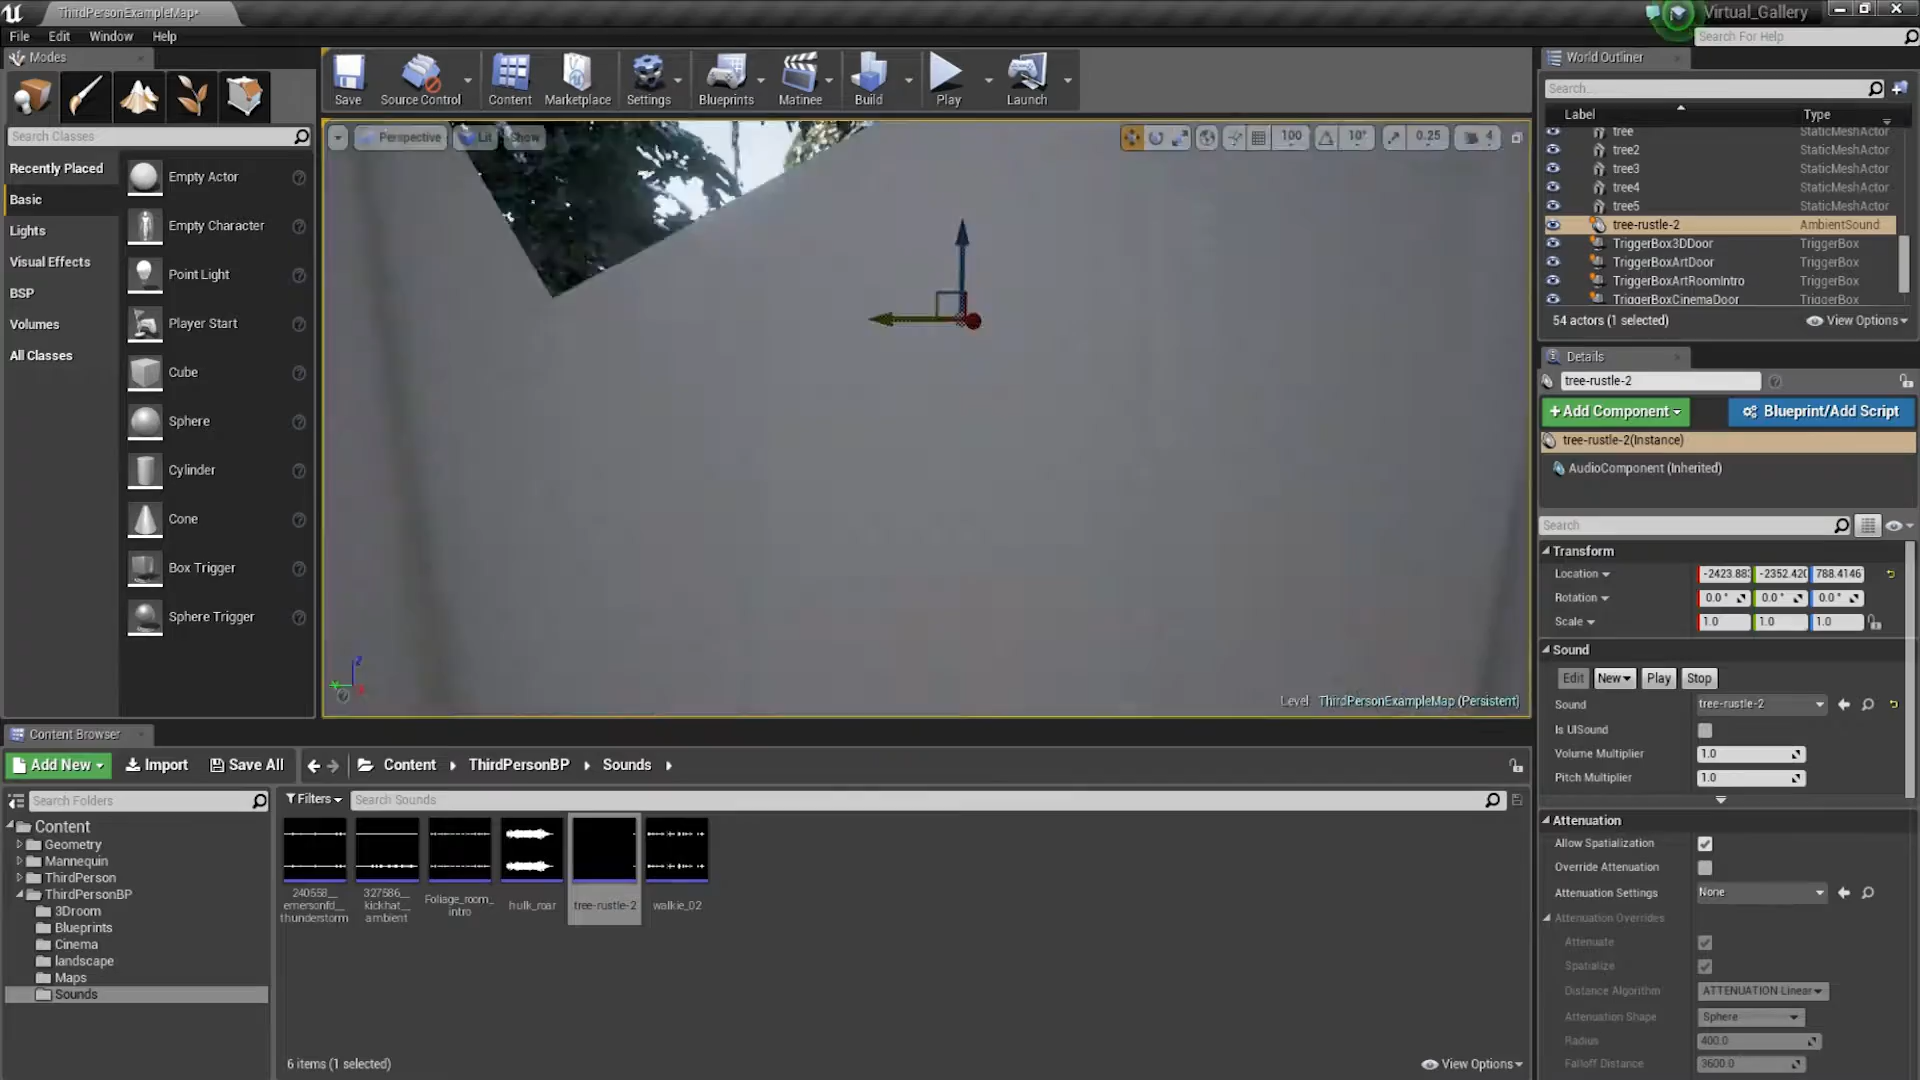 ThirdPersonExampleMap*
Virtual_Gallery
File Edit Window Help
Search For Help
Modes
Save
Source Control
Content
Marketplace
Settings
Blueprints
Matinee
Build
Play
Launch
World Outliner
Search...
Label Type
Search Classes
Perspective Lit Show
100 10° 0.25 4
Recently Placed
Basic
Lights
Visual Effects
BSP
Volumes
All Classes
Empty Actor
Empty Character
Point Light
Player Start
Cube
Sphere
Cylinder
Cone
Box Trigger
Sphere Trigger
tree StaticMeshActor
tree2 StaticMeshActor
tree3 StaticMeshActor
tree4 StaticMeshActor
tree5 StaticMeshActor
tree-rustle-2 AmbientSound
TriggerBox3DDoor TriggerBox
TriggerBoxArtDoor TriggerBox
TriggerBoxArtRoomIntro TriggerBox
TriggerBoxCinemaDoor TriggerBox
54 actors (1 selected) View Options
Details
tree-rustle-2
+Add Component Blueprint/Add Script
tree-rustle-2(Instance)
AudioComponent (Inherited)
Search
Transform
Location -2423.88 -2352.420 788.4146
Rotation 0.0° 0.0° 0.0°
Scale 1.0 1.0 1.0
Sound
Edit New Play Stop
Sound tree-rustle-2
Is UISound
Volume Multiplier 1.0
Pitch Multiplier 1.0
Attenuation
Allow Spatialization
Override Attenuation
Attenuation Settings None
Attenuation Overrides
Attenuate
Spatialize
Distance Algorithm ATTENUATION Linear
Attenuation Shape Sphere
Radius 400.0
Falloff Distance 3600.0
Level: ThirdPersonExampleMap (Persistent)
Content Browser
Add New Import Save All Content ThirdPersonBP Sounds
Search Folders
Filters Search Sounds
Content
Geometry
Mannequin
ThirdPerson
ThirdPersonBP
3Droom
Blueprints
Cinema
landscape
Maps
Sounds
240558__
emersonfd__
thunderstorm
327586__
kickhat__
ambient
Foliage_room_
intro
hulk_roar
tree-rustle-2
walkie_02
6 items (1 selected)
View Options